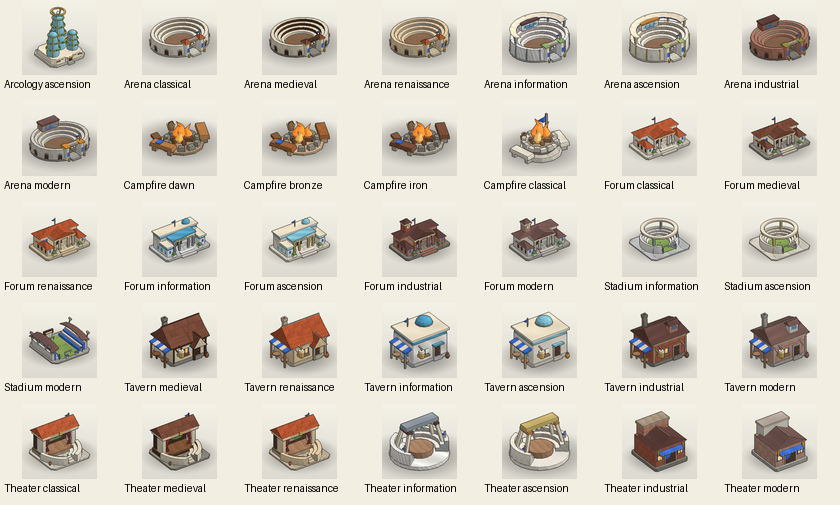 Arcology ascension
Arena classical
Arena medieval
Arena renaissance
Arena information
Arena ascension
Arena industrial
Arena modern
Campfire dawn
Campfire bronze
Campfire iron
Campfire classical
Forum classical
Forum medieval
Forum renaissance
Forum information
Forum ascension
Forum industrial
Forum modern
Stadium information
Stadium ascension
Stadium modern
Tavern medieval
Tavern renaissance
Tavern information
Tavern ascension
Tavern industrial
Tavern modern
Theater classical
Theater medieval
Theater renaissance
Theater information
Theater ascension
Theater industrial
Theater modern